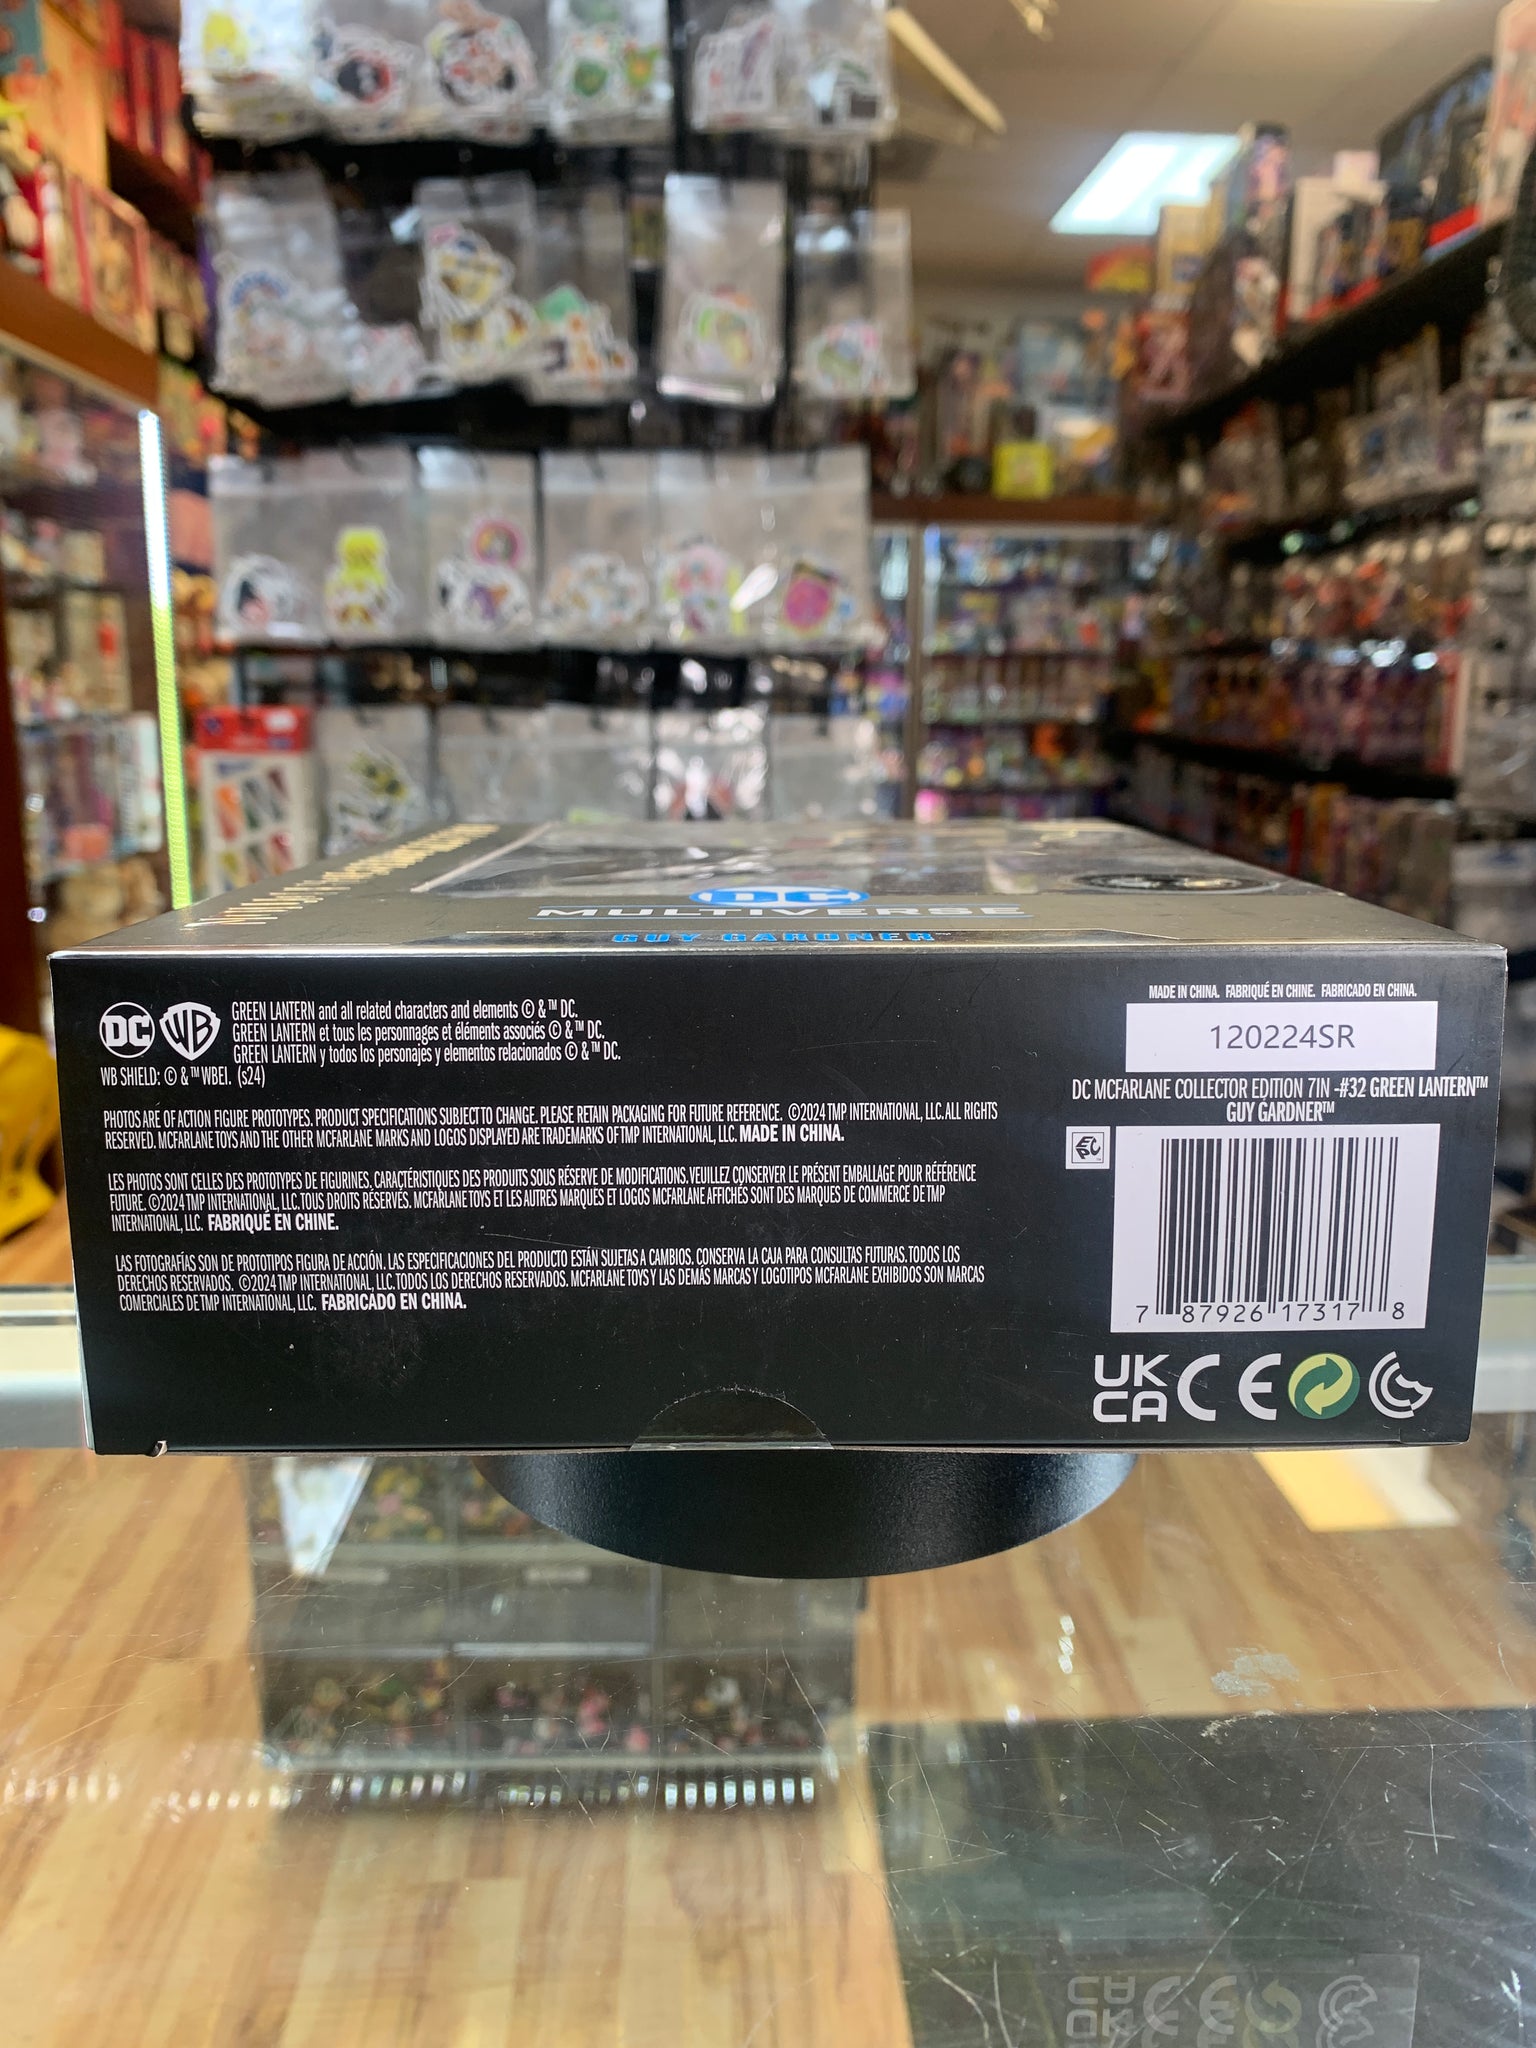 DC
MULTIVERSE
GUY GARDNER™
DC WB GREEN LANTERN and all related characters and elements © & ™ DC.
GREEN LANTERN et tous les personnages et éléments associés © & ™ DC.
GREEN LANTERN y todos los personajes y elementos relacionados © & ™ DC.
WB SHIELD: © & ™ WBEI. (s24)
PHOTOS ARE OF ACTION FIGURE PROTOTYPES. PRODUCT SPECIFICATIONS SUBJECT TO CHANGE. PLEASE RETAIN PACKAGING FOR FUTURE REFERENCE. ©2024 TMP INTERNATIONAL, LLC. ALL RIGHTS
RESERVED. MCFARLANE TOYS AND THE OTHER MCFARLANE MARKS AND LOGOS DISPLAYED ARE TRADEMARKS OF TMP INTERNATIONAL, LLC. MADE IN CHINA.
LES PHOTOS SONT CELLES DES PROTOTYPES DE FIGURINES. CARACTÉRISTIQUES DES PRODUITS SOUS RÉSERVE DE MODIFICATIONS. VEUILLEZ CONSERVER LE PRÉSENT EMBALLAGE POUR RÉFÉRENCE
FUTURE. ©2024 TMP INTERNATIONAL, LLC. TOUS DROITS RÉSERVÉS. MCFARLANE TOYS ET LES AUTRES MARQUES ET LOGOS MCFARLANE AFFICHÉS SONT DES MARQUES DE COMMERCE DE TMP
INTERNATIONAL, LLC. FABRIQUÉ EN CHINE.
LAS FOTOGRAFÍAS SON DE PROTOTIPOS FIGURA DE ACCIÓN. LAS ESPECIFICACIONES DEL PRODUCTO ESTÁN SUJETAS A CAMBIOS. CONSERVA LA CAJA PARA CONSULTAS FUTURAS. TODOS LOS
DERECHOS RESERVADOS. ©2024 TMP INTERNATIONAL, LLC. TODOS LOS DERECHOS RESERVADOS. MCFARLANE TOYS Y LAS DEMÁS MARCAS Y LOGOTIPOS MCFARLANE EXHIBIDOS SON MARCAS
COMERCIALES DE TMP INTERNATIONAL, LLC. FABRICADO EN CHINA.
MADE IN CHINA. FABRIQUÉ EN CHINE. FABRICADO EN CHINA.
120224SR
DC MCFARLANE COLLECTOR EDITION 7IN -#32 GREEN LANTERN™
GUY GARDNER™
EPC
7 87926 17317 8
UK CE
CA